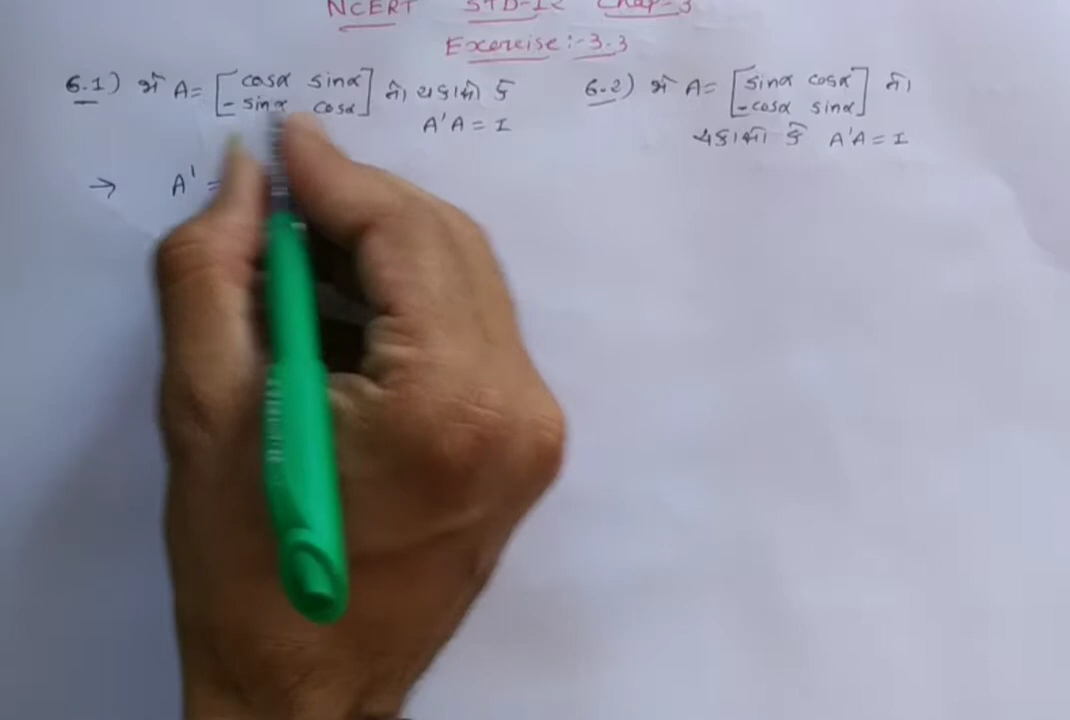 NCERT STD-12 Chap-3
Exercise:-3.3
6.1) જો A= [cosα sinα] તો, ચકાસો કે
[-sinα cosα]
A'A = I
6.2) જો A= [sinα cosα] તો,
[-cosα sinα]
ચકાસો કે A'A = I
→ A' =